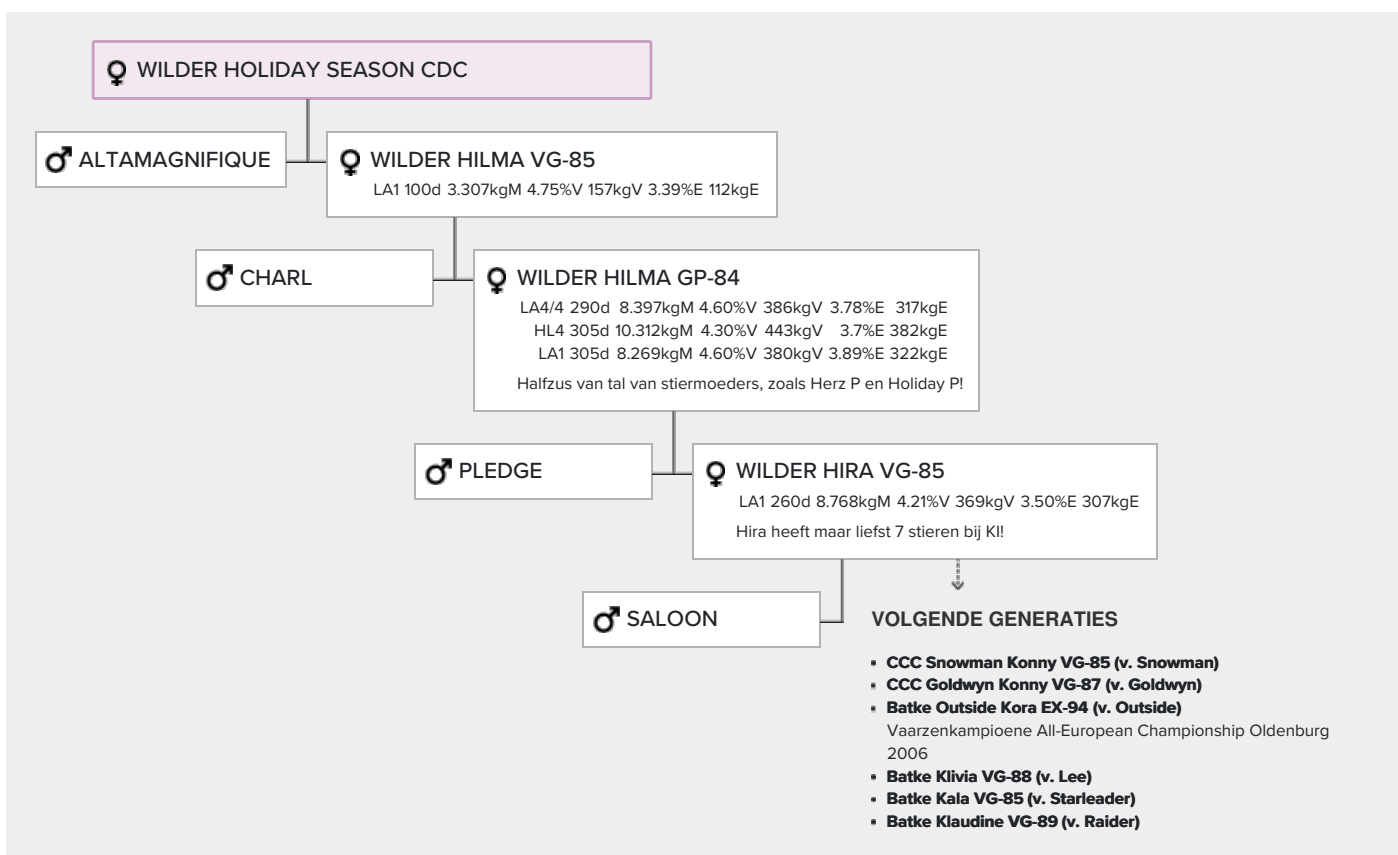 WILDER HOLIDAY SEASON CDC
ALTAMAGNIFIQUE
WILDER HILMA VG-85
LA1 100d 3.307kgM 4.75%V 157kgV 3.39%E 112kgE
CHARL
WILDER HILMA GP-84
LA4/4 290d 8.397kgM 4.60%V 386kgV 3.78%E 317kgE
HL4 305d 10.312kgM 4.30%V 443kgV 3.7%E 382kgE
LA1 305d 8.269kgM 4.60%V 380kgV 3.89%E 322kgE
Halfzus van tal van stiermoeders, zoals Herz P en Holiday P!
PLEDGE
WILDER HIRA VG-85
LA1 260d 8.768kgM 4.21%V 369kgV 3.50%E 307kgE
Hira heeft maar liefst 7 stieren bij KI!
SALOON
VOLGENDE GENERATIES
• CCC Snowman Konny VG-85 (v. Snowman)
• CCC Goldwyn Konny VG-87 (v. Goldwyn)
• Batke Outside Kora EX-94 (v. Outside)
Vaarzenkampioene All-European Championship Oldenburg
2006
• Batke Klivia VG-88 (v. Lee)
• Batke Kala VG-85 (v. Starleader)
• Batke Klaudine VG-89 (v. Raider)